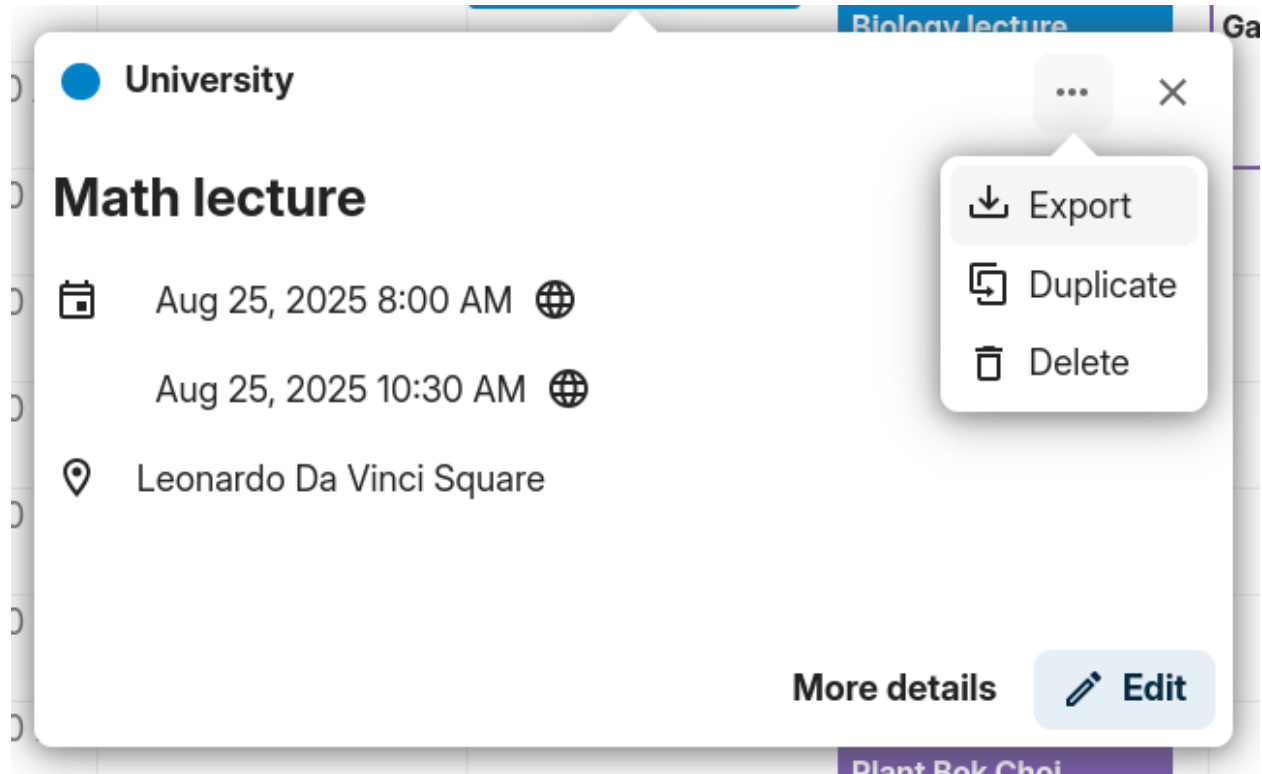 Biology lecture
Ga
University
Math lecture
Export
Aug 25, 2025 8:00 AM
Duplicate
Aug 25, 2025 10:30 AM
Delete
Leonardo Da Vinci Square
More details
Edit
Plant Bok Choi